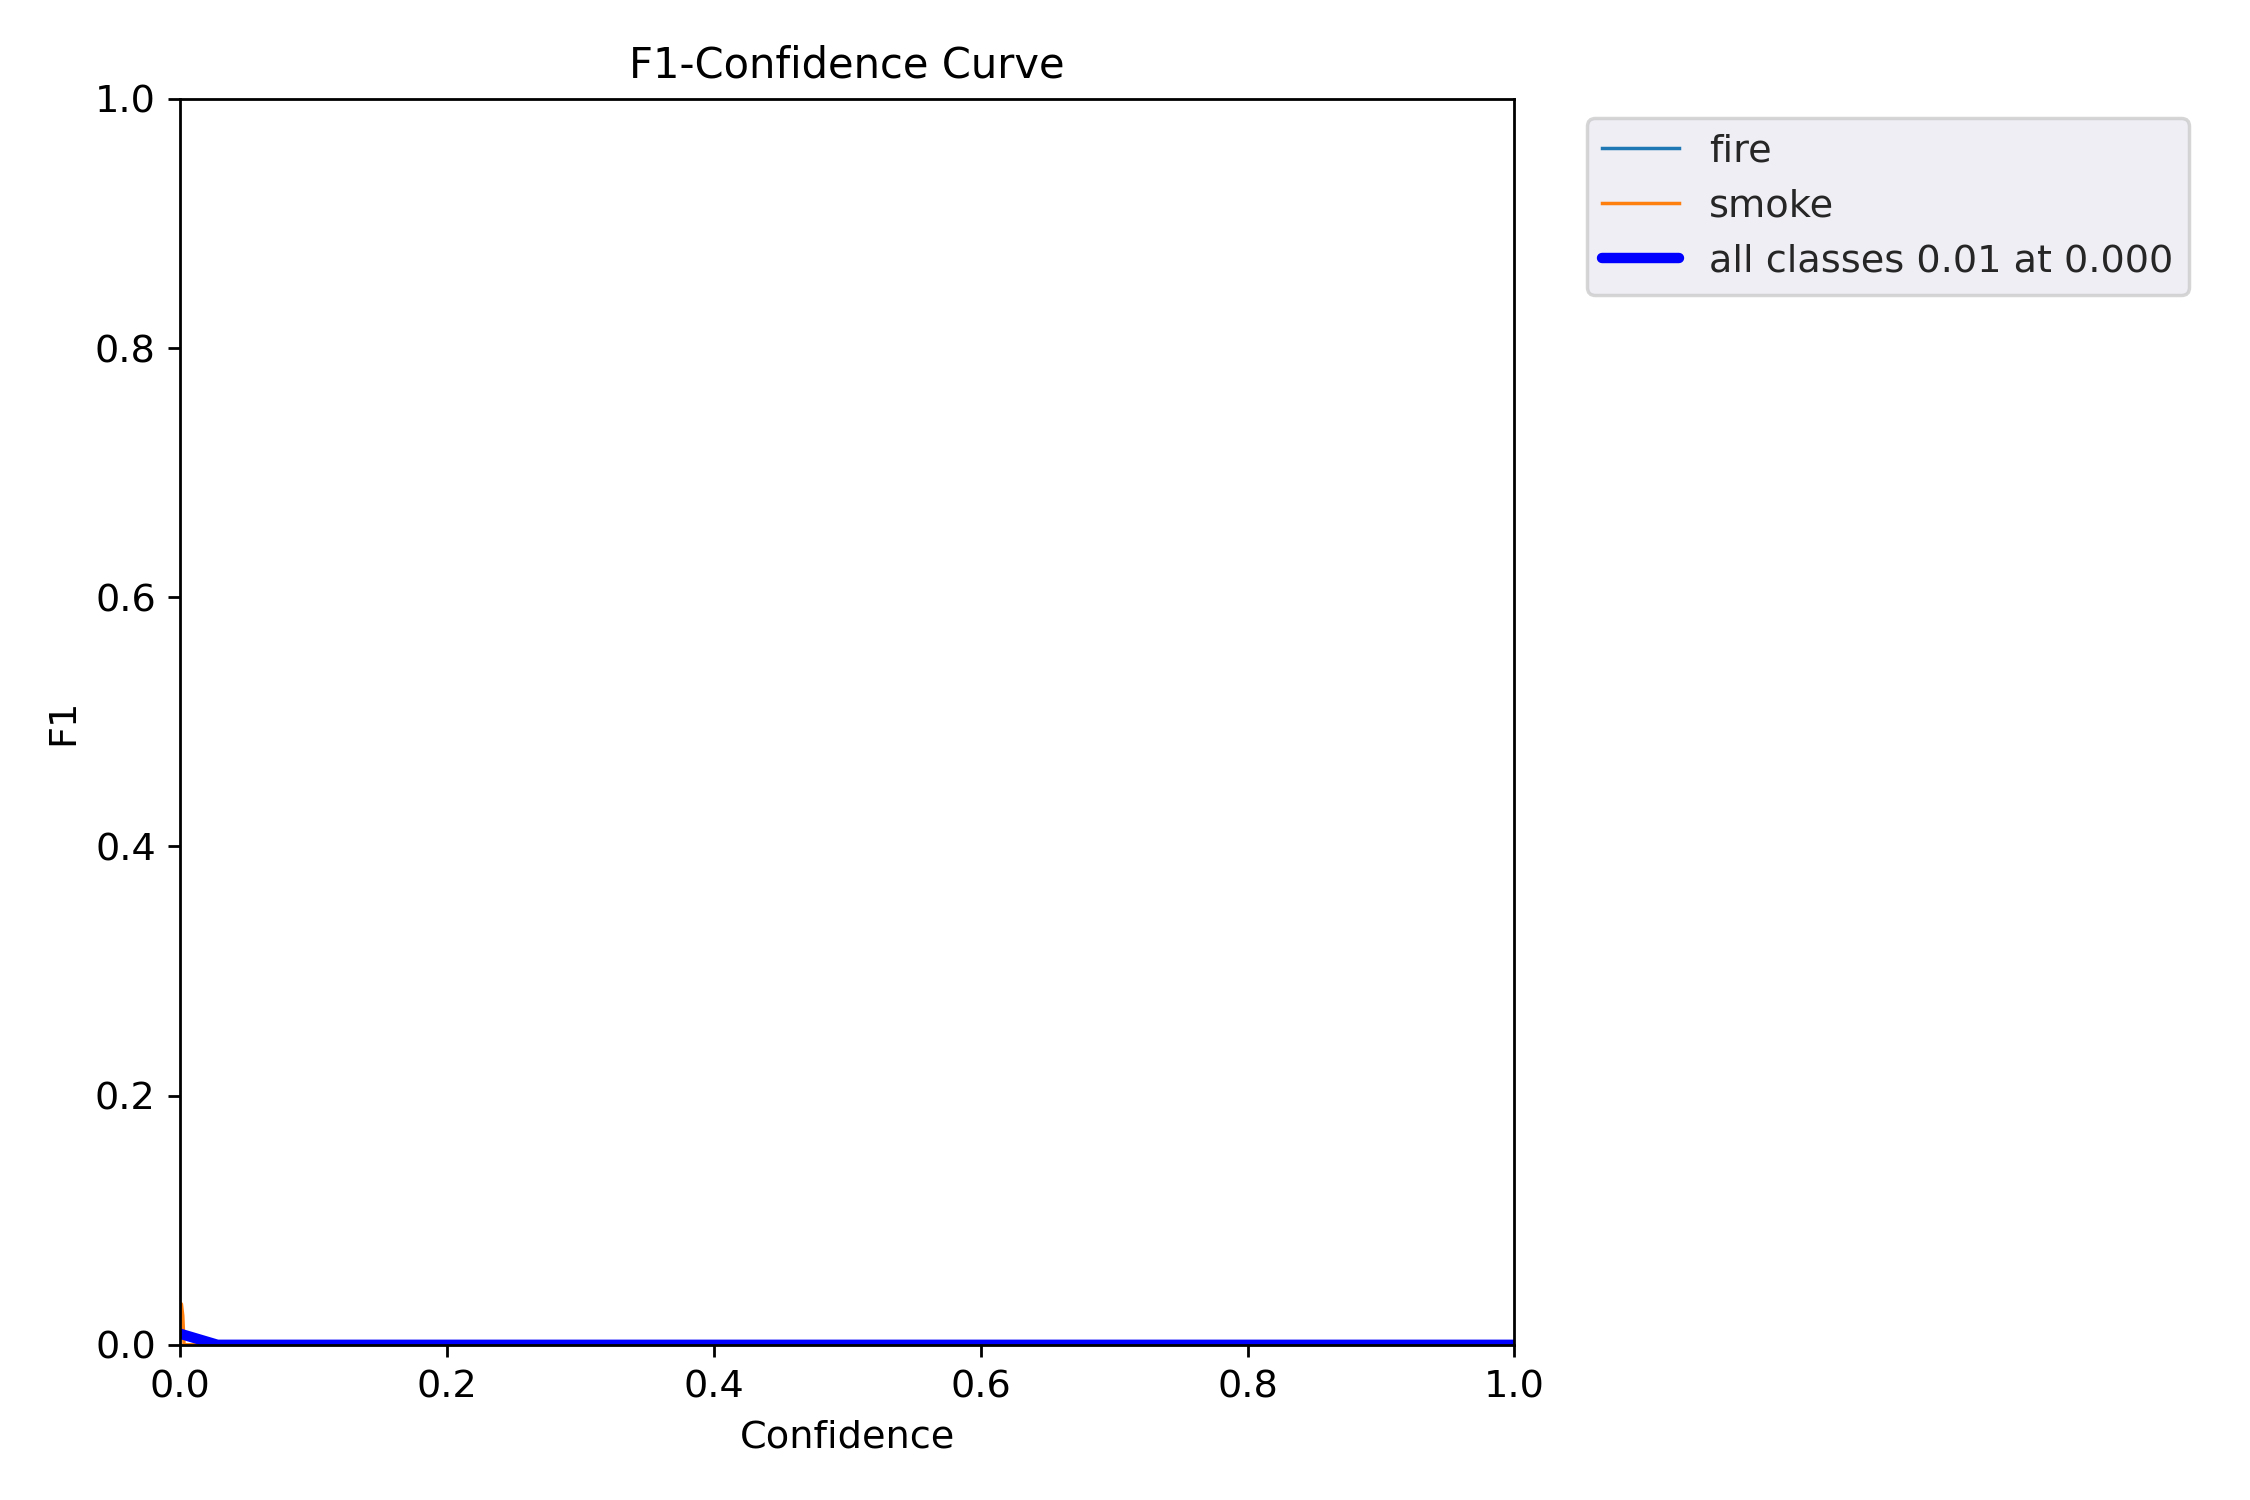 F1-Confidence Curve
1.0
0.8
0.6
0.4
0.2
0.0
F1
0.0 0.2 0.4 0.6 0.8 1.0
Confidence
fire
smoke
all classes 0.01 at 0.000